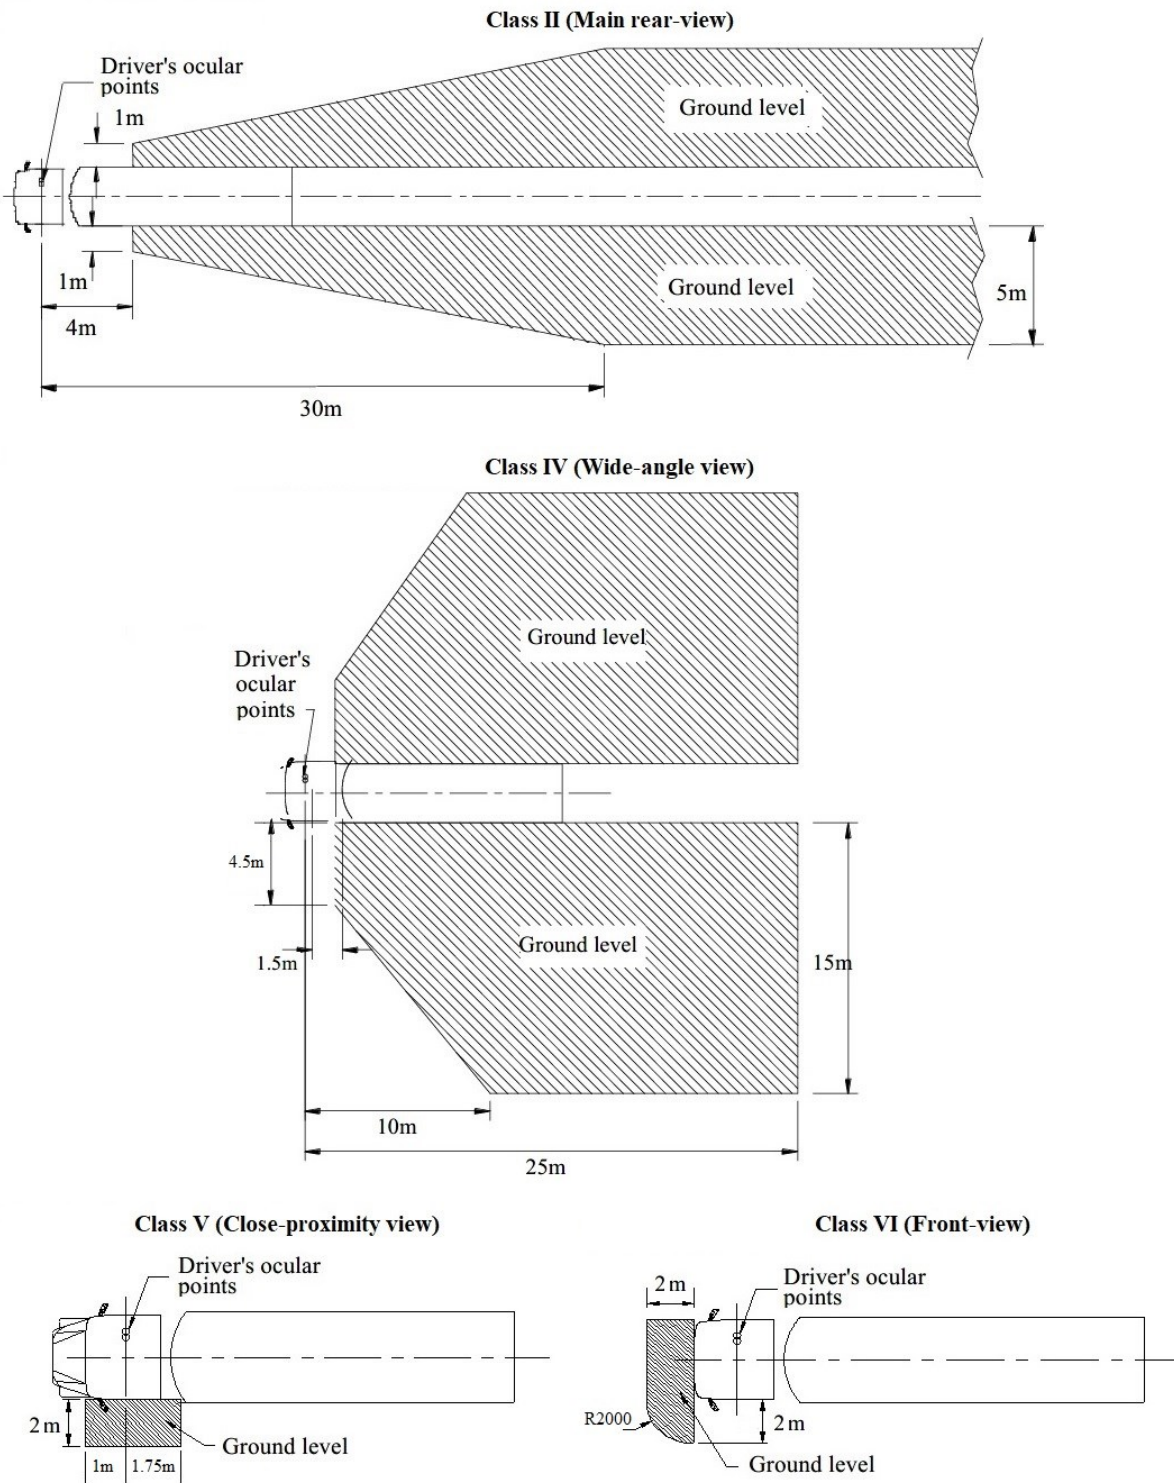 Class II (Main rear-view)
Driver's ocular
points
1m
Ground level
Ground level
1m
4m
5m
30m
Class IV (Wide-angle view)
Ground level
Driver's
ocular
points
4.5m
Ground level
1.5m
15m
10m
25m
Class V (Close-proximity view)
Driver's ocular
points
2 m
Ground level
1m
1.75m
Class VI (Front-view)
2 m
Driver's ocular
points
R2000
2 m
Ground level